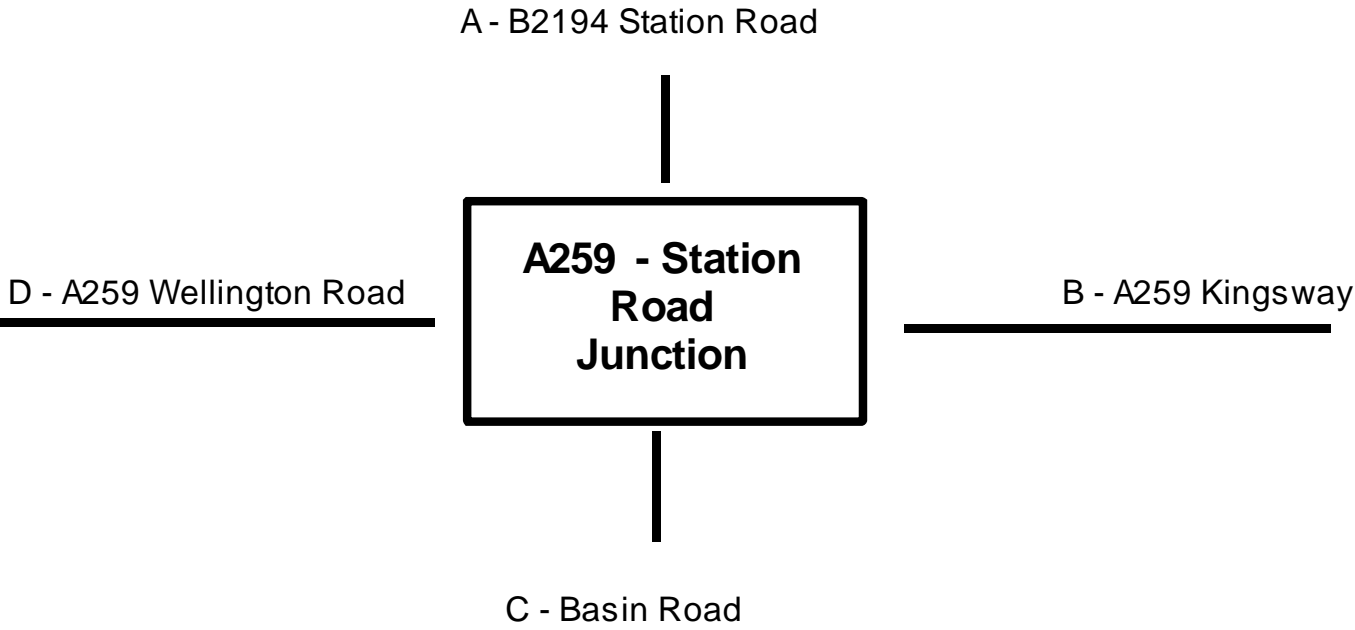 A - B2194 Station Road
A259 - Station
Road
Junction
D - A259 Wellington Road
B - A259 Kingsway
C - Basin Road